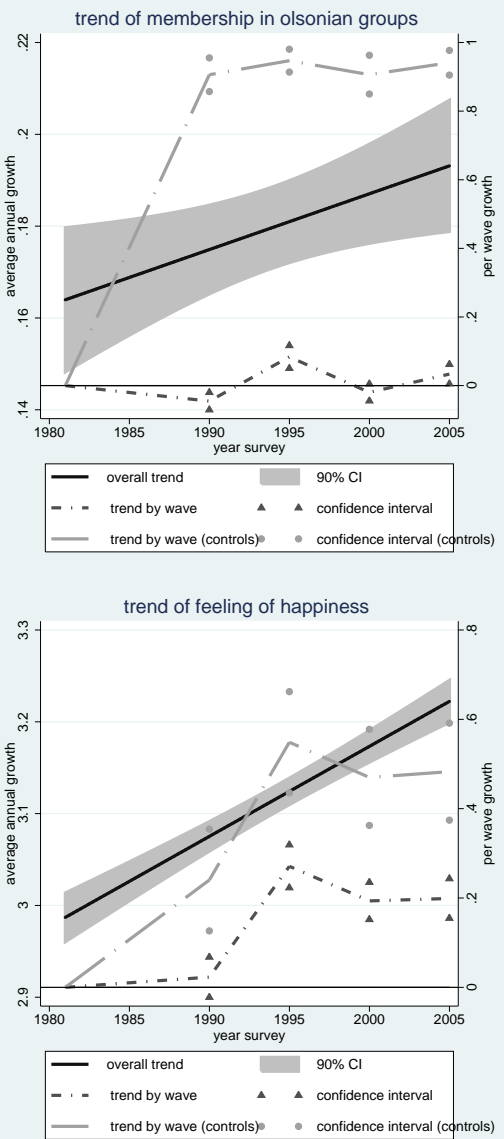 trend of membership in olsonian groups
.22
.2
.18
.16
.14
average annual growth
1
.8
.6
.4
.2
0
per wave growth
1980 1985 1990 1995 2000 2005
year survey
overall trend 90% CI
trend by wave confidence interval
trend by wave (controls) confidence interval (controls)
trend of feeling of happiness
3.3
3.2
3.1
3
2.9
average annual growth
.8
.6
.4
.2
0
per wave growth
1980 1985 1990 1995 2000 2005
year survey
overall trend 90% CI
trend by wave confidence interval
trend by wave (controls) confidence interval (controls)